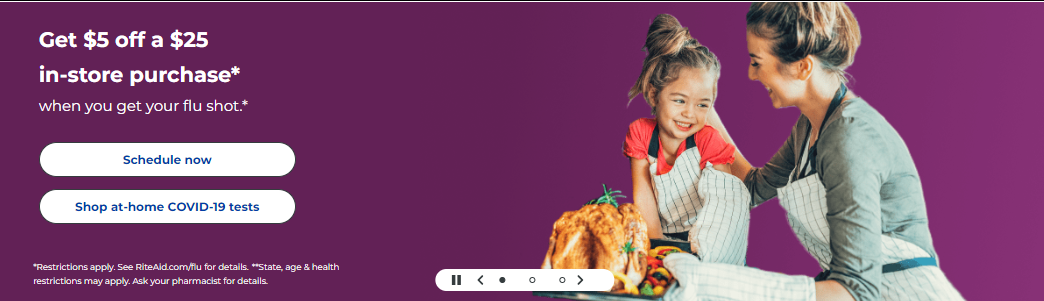 Get $5 off a $25
in-store purchase*
when you get your flu shot.*
Schedule now
Shop at-home COVID-19 tests
*Restrictions apply. See RiteAid.com/flu for details. **State, age & health
restrictions may apply. Ask your pharmacist for details.